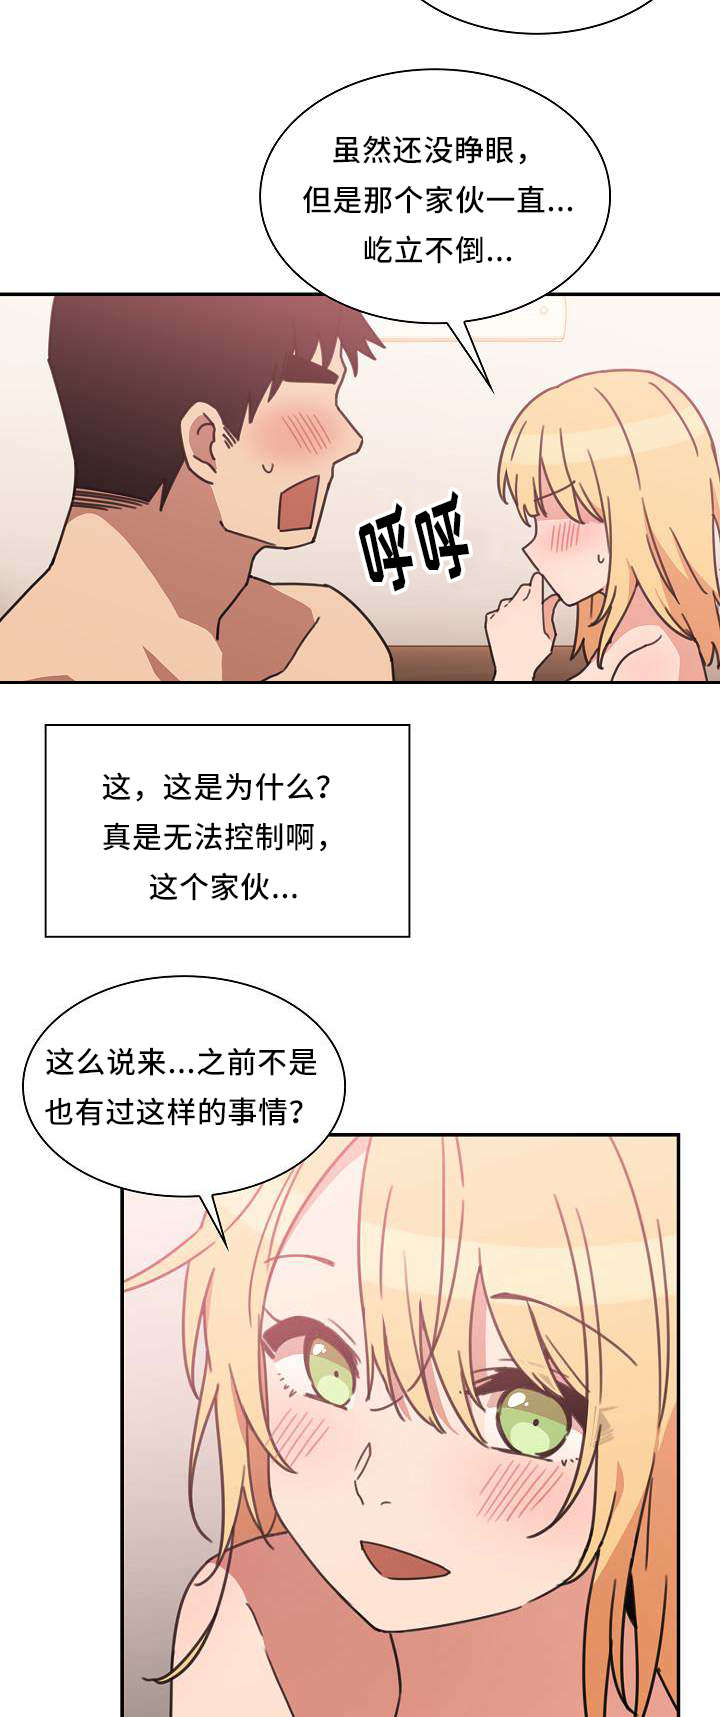 虽然还没睁眼，
但是那个家伙一直...
屹立不倒...
呼呼
这，这是为什么？
真是无法控制啊，
这个家伙...
这么说来...之前不是
也有过这样的事情？